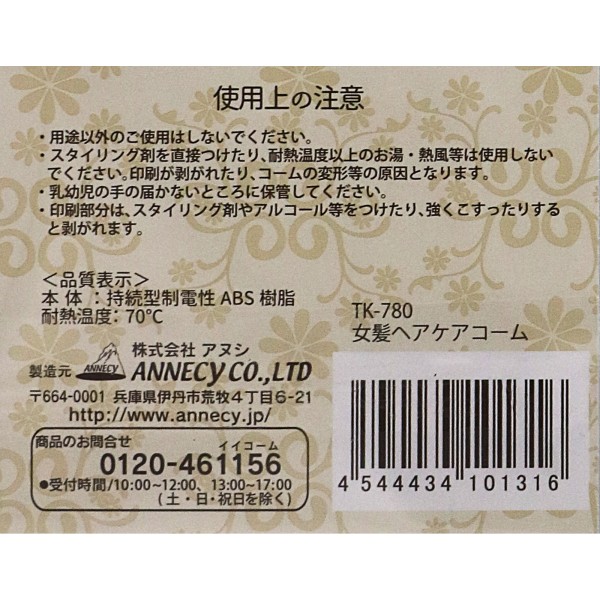 使用上の注意
・用途以外のご使用はしないでください。
・スタイリング剤を直接つけたり、耐熱温度以上のお湯・熱風等は使用しない
でください。印刷が剥がれたり、コームの変形等の原因となります。
・乳幼児の手の届かないところに保管してください。
・印刷部分は、スタイリング剤やアルコール等をつけたり、強くこすったりする
と剥がれます。
＜品質表示＞
本 体 ： 持続型制電性 ABS 樹脂
耐熱温度： 70℃
TK-780
女髪ヘアケアコーム
製造元 ANNECY 株式会社 アヌシ
ANNECY CO.,LTD
〒664-0001 兵庫県伊丹市荒牧4丁目6-21
http://www.annecy.jp/
商品のお問合せ
イイコーム
0120-461156
●受付時間/10:00~12:00、13:00~17:00
(土・日・祝日を除く)
4 544434 101316